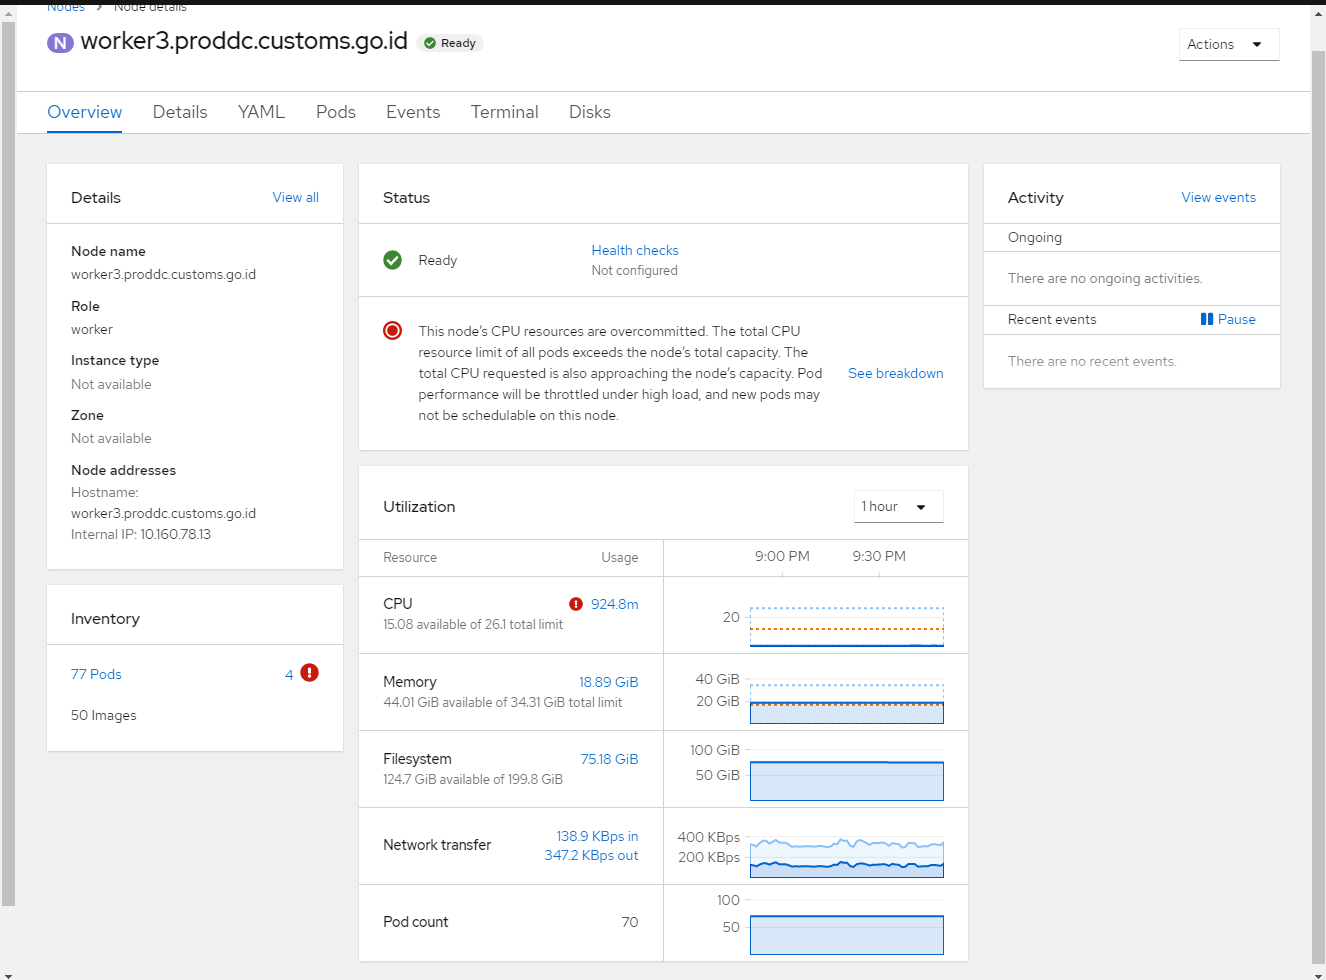 Nodes > Node details
N worker3.proddc.customs.go.id Ready
Actions
Overview Details YAML Pods Events Terminal Disks
Details View all
Node name
worker3.proddc.customs.go.id
Role
worker
Instance type
Not available
Zone
Not available
Node addresses
Hostname:
worker3.proddc.customs.go.id
Internal IP: 10.160.78.13
Inventory
77 Pods 4
50 Images
Status
Ready
Health checks
Not configured
This node's CPU resources are overcommitted. The total CPU
resource limit of all pods exceeds the node's total capacity. The
total CPU requested is also approaching the node's capacity. Pod
performance will be throttled under high load, and new pods may
not be schedulable on this node.
See breakdown
Utilization 1 hour
Resource Usage 9:00 PM 9:30 PM
CPU 924.8m
15.08 available of 26.1 total limit
20
Memory 18.89 GiB
44.01 GiB available of 34.31 GiB total limit
40 GiB
20 GiB
Filesystem 75.18 GiB
124.7 GiB available of 199.8 GiB
100 GiB
50 GiB
Network transfer
138.9 KBps in
347.2 KBps out
400 KBps
200 KBps
Pod count 70
100
50
Activity View events
Ongoing
There are no ongoing activities.
Recent events Pause
There are no recent events.